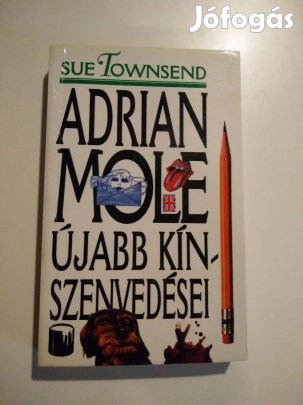 Jófogás
SUE TOWNSEND
ADRIAN
MOLE
ÚJABB KÍN-
SZENVEDÉSEI